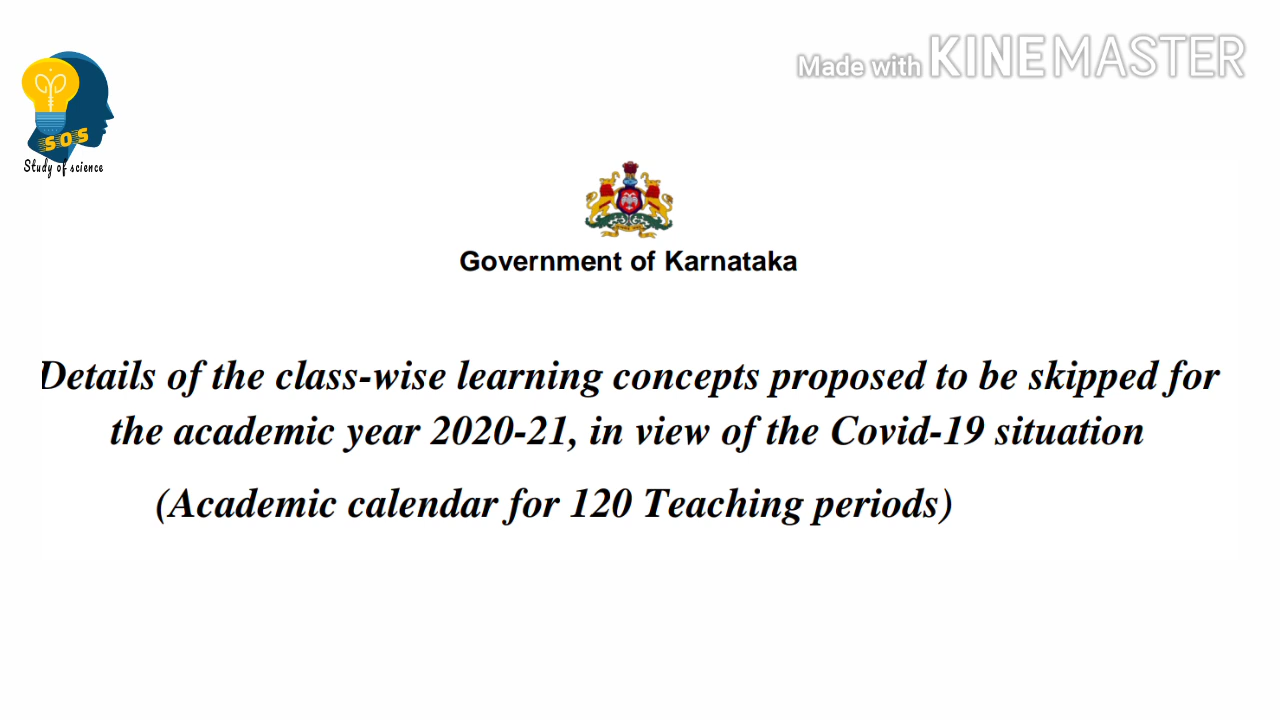 Made with KINEMASTER
SOS
Study of science
Government of Karnataka
Details of the class-wise learning concepts proposed to be skipped for
the academic year 2020-21, in view of the Covid-19 situation
(Academic calendar for 120 Teaching periods)